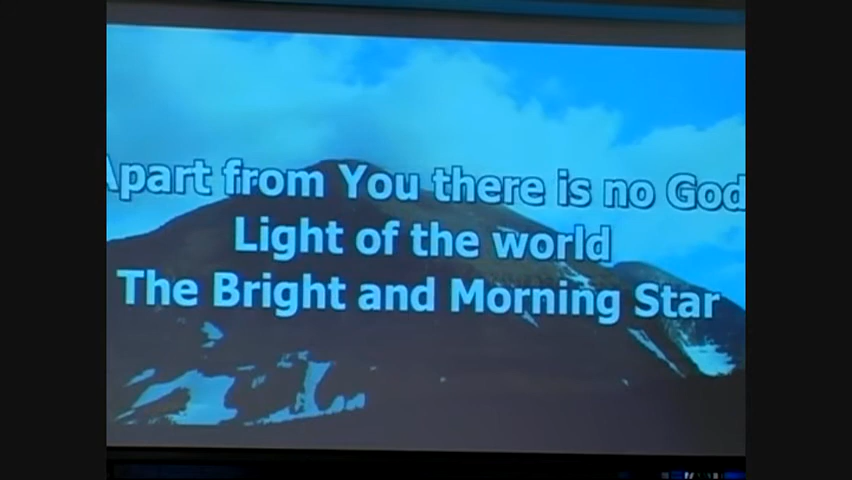 Apart from You there is no God
Light of the world
The Bright and Morning Star